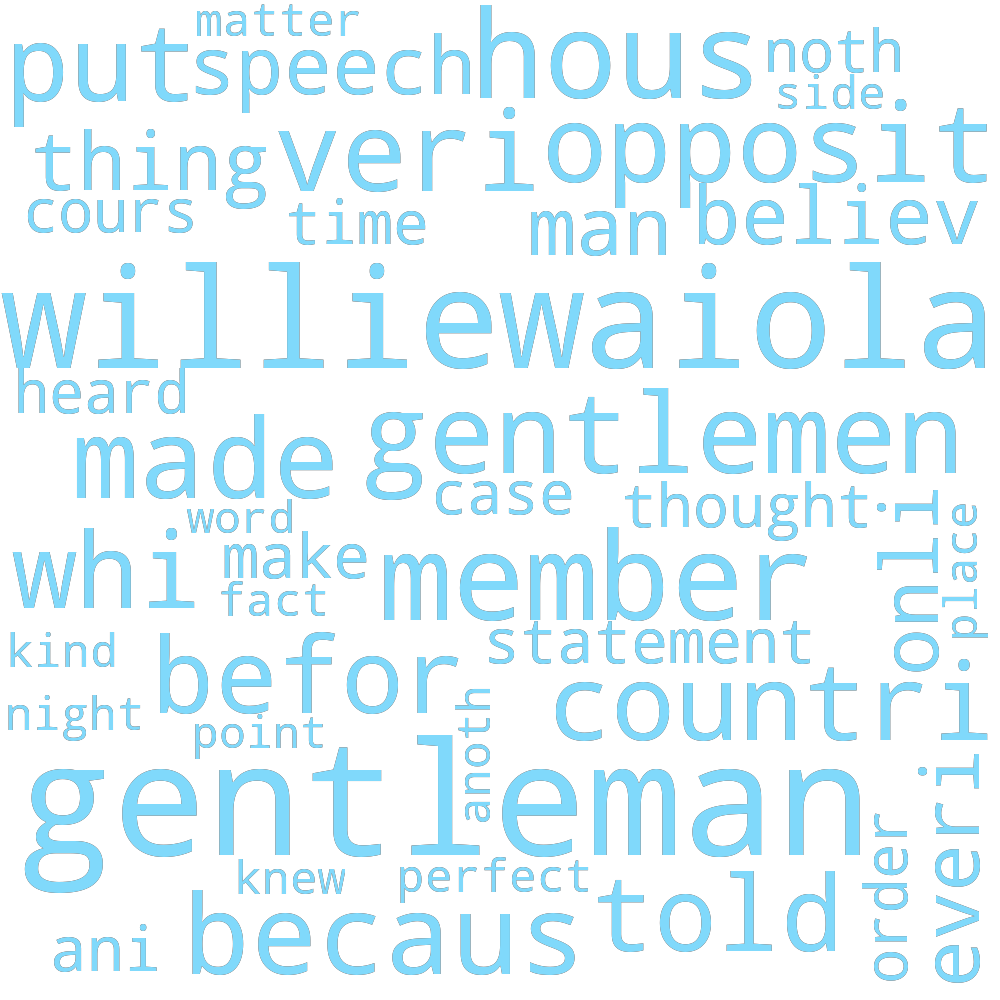 matter
put speech hous noth
side
thing veri opposit
cours time man believ
williewaiola
heard
made gentlemen
case thought
word
whi make member onli place
fact
kind befor statement
night point anoth countri
gentleman
knew perfect order everi
ani becaus told